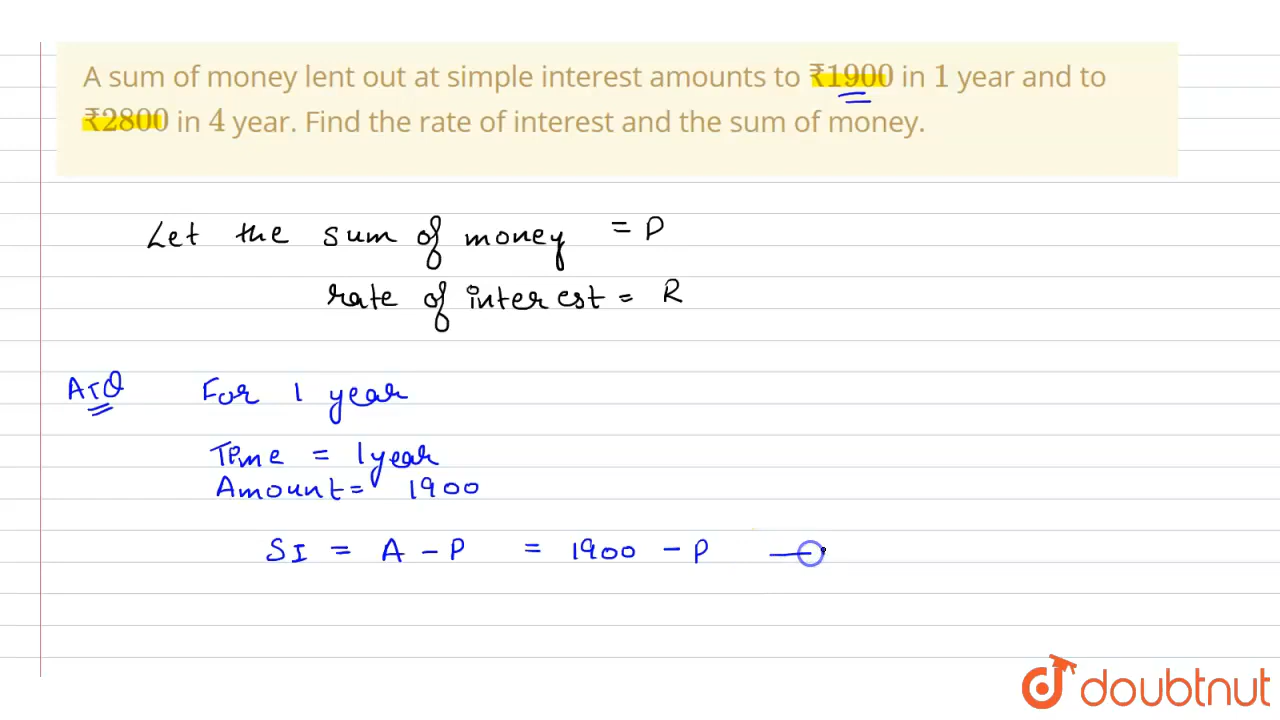 A sum of money lent out at simple interest amounts to ₹1900 in 1 year and to
₹2800 in 4 year. Find the rate of interest and the sum of money.
Let the sum of money = P
rate of interest = R
ATQ For 1 year
Time = 1 year
Amount = 1900
SI = A - P = 1900 - P
doubtnut